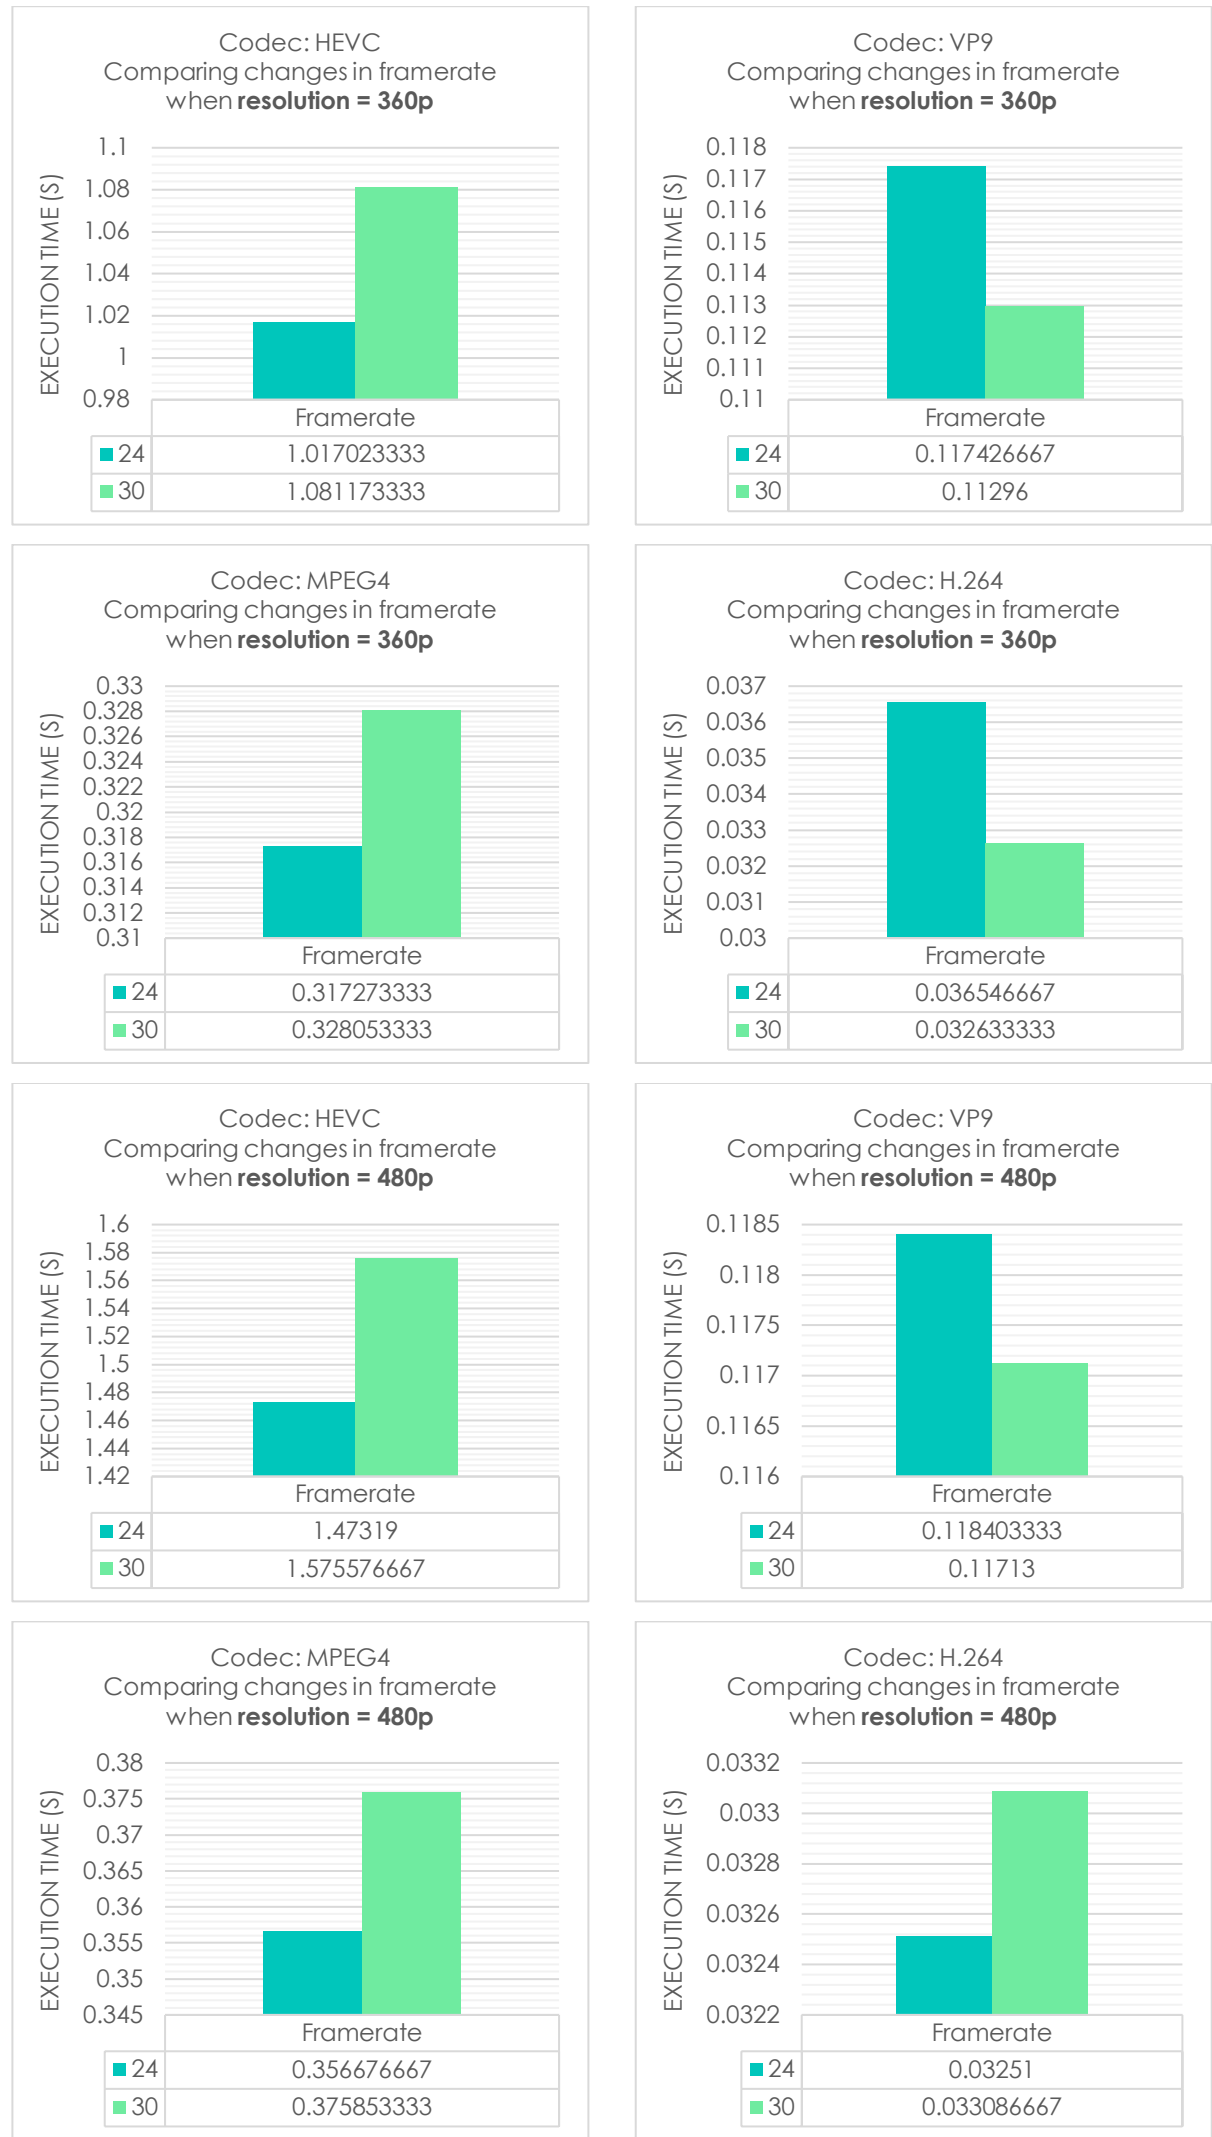 Codec: HEVC
Comparing changes in framerate
when resolution = 360p
EXECUTION TIME (S)
1.1
1.08
1.06
1.04
1.02
1
0.98
Framerate
24 1.017023333
30 1.081173333
Codec: VP9
Comparing changes in framerate
when resolution = 360p
EXECUTION TIME (S)
0.118
0.117
0.116
0.115
0.114
0.113
0.112
0.111
0.11
Framerate
24 0.117426667
30 0.11296
Codec: MPEG4
Comparing changes in framerate
when resolution = 360p
EXECUTION TIME (S)
0.33
0.328
0.326
0.324
0.322
0.32
0.318
0.316
0.314
0.312
0.31
Framerate
24 0.317273333
30 0.328053333
Codec: H.264
Comparing changes in framerate
when resolution = 360p
EXECUTION TIME (S)
0.037
0.036
0.035
0.034
0.033
0.032
0.031
0.03
Framerate
24 0.036546667
30 0.032633333
Codec: HEVC
Comparing changes in framerate
when resolution = 480p
EXECUTION TIME (S)
1.6
1.58
1.56
1.54
1.52
1.5
1.48
1.46
1.44
1.42
Framerate
24 1.47319
30 1.575576667
Codec: VP9
Comparing changes in framerate
when resolution = 480p
EXECUTION TIME (S)
0.1185
0.118
0.1175
0.117
0.1165
0.116
Framerate
24 0.118403333
30 0.11713
Codec: MPEG4
Comparing changes in framerate
when resolution = 480p
EXECUTION TIME (S)
0.38
0.375
0.37
0.365
0.36
0.355
0.35
0.345
Framerate
24 0.356676667
30 0.375853333
Codec: H.264
Comparing changes in framerate
when resolution = 480p
EXECUTION TIME (S)
0.0332
0.033
0.0328
0.0326
0.0324
0.0322
Framerate
24 0.03251
30 0.033086667